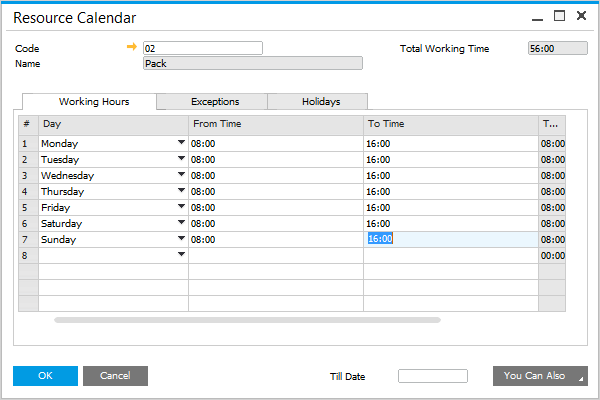 Resource Calendar
Code 02 Total Working Time 56:00
Name Pack
Working Hours Exceptions Holidays
# Day From Time To Time T...
1 Monday 08:00 16:00 08:00
2 Tuesday 08:00 16:00 08:00
3 Wednesday 08:00 16:00 08:00
4 Thursday 08:00 16:00 08:00
5 Friday 08:00 16:00 08:00
6 Saturday 08:00 16:00 08:00
7 Sunday 08:00 16:00 08:00
8 00:00
OK Cancel Till Date You Can Also